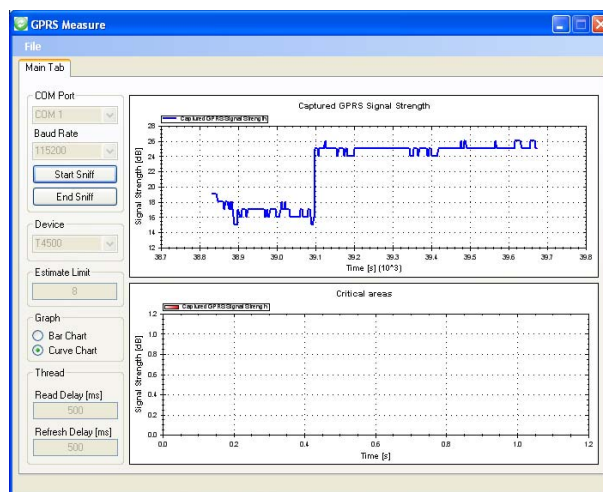 GPRS Measure
File
Main Tab
COM Port
COM 1
Baud Rate
115200
Start Sniff
End Sniff
Device
T4500
Estimate Limit
8
Graph
Bar Chart
Curve Chart
Thread
Read Delay [ms]
500
Refresh Delay [ms]
500
Captured GPRS Signal Strength
Captured GPRS Signal Strength
Signal Strength [dB]
28
26
24
22
20
18
16
14
12
38.7 38.8 38.9 39.0 39.1 39.2 39.3 39.4 39.5 39.6 39.7 39.8
Time [s] (10^3)
Critical areas
Captured GPRS Signal Strength
Signal Strength [dB]
1.2
1.0
0.8
0.6
0.4
0.2
0.0
0.0 0.2 0.4 0.6 0.8 1.0 1.2
Time [s]